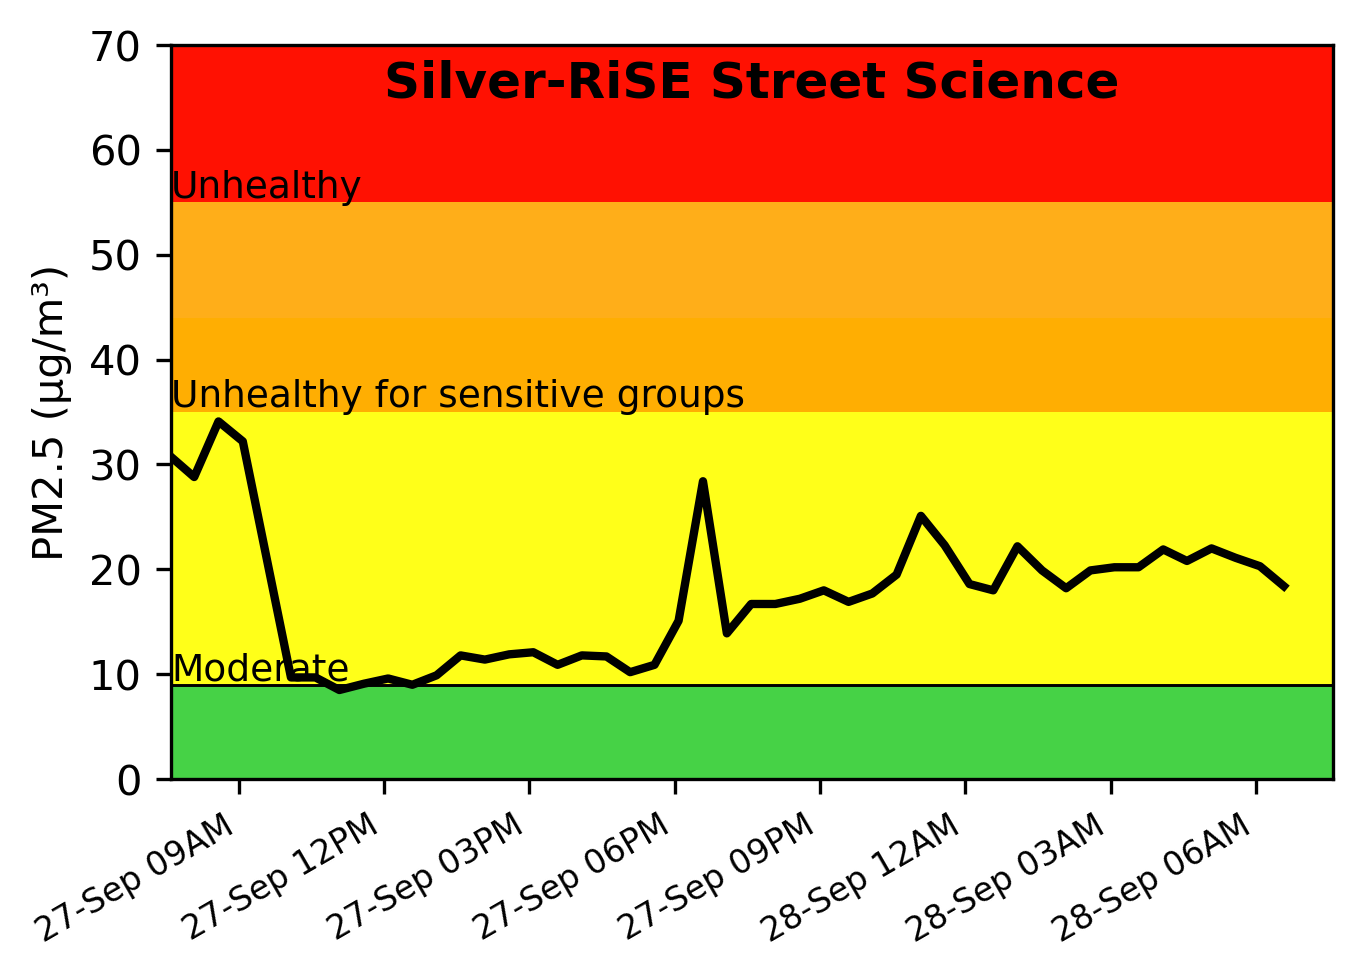 Silver-RiSE Street Science
PM2.5 (µg/m³)
70
60
50
40
30
20
10
0
Unhealthy
Unhealthy for sensitive groups
Moderate
27-Sep 09AM
27-Sep 12PM
27-Sep 03PM
27-Sep 06PM
27-Sep 09PM
28-Sep 12AM
28-Sep 03AM
28-Sep 06AM